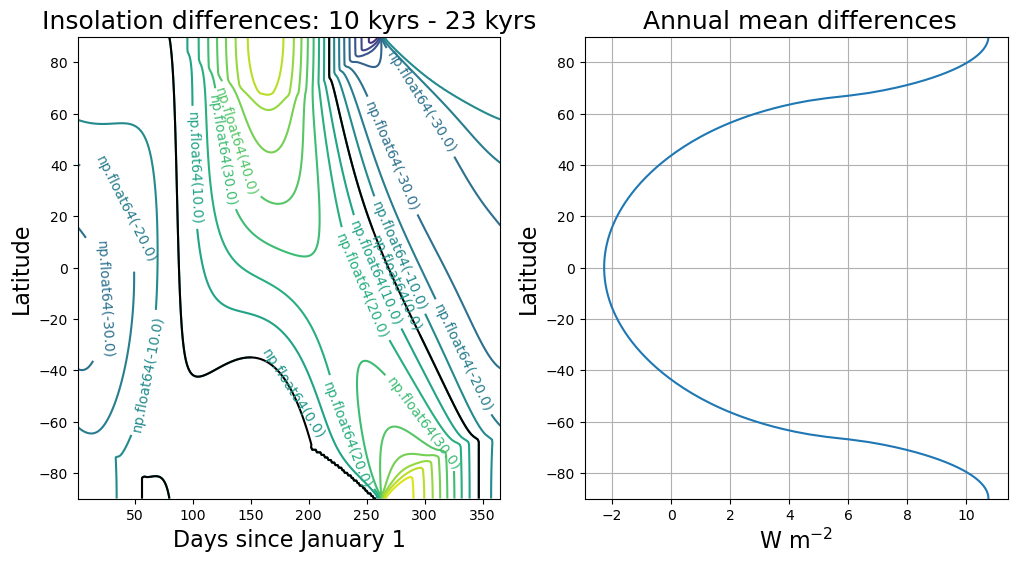 Insolation differences: 10 kyrs - 23 kyrs
Annual mean differences
80
60
40
20
0
−20
−40
−60
−80
Latitude
np.float64(-30.0)
np.float64(-30.0)
np.float64(-20.0)
np.float64(-30.0)
np.float64(-10.0)
np.float64(10.0)
np.float64(30.0)
np.float64(40.0)
np.float64(-10.0)
np.float64(0.0)
np.float64(10.0)
np.float64(20.0)
np.float64(-20.0)
np.float64(0.0)
np.float64(20.0)
np.float64(30.0)
50
100
150
200
250
300
350
Days since January 1
80
60
40
20
0
−20
−40
−60
−80
Latitude
−2
0
2
4
6
8
10
W m⁻²